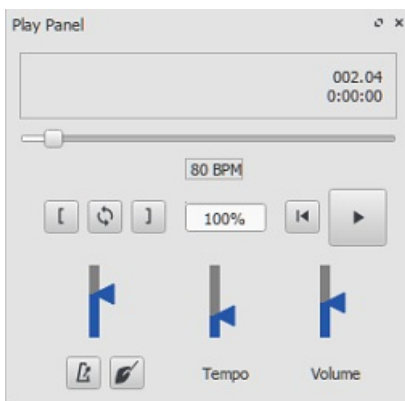 Play Panel
002.04
0:00:00
80 BPM
[ ] 100%
Tempo Volume